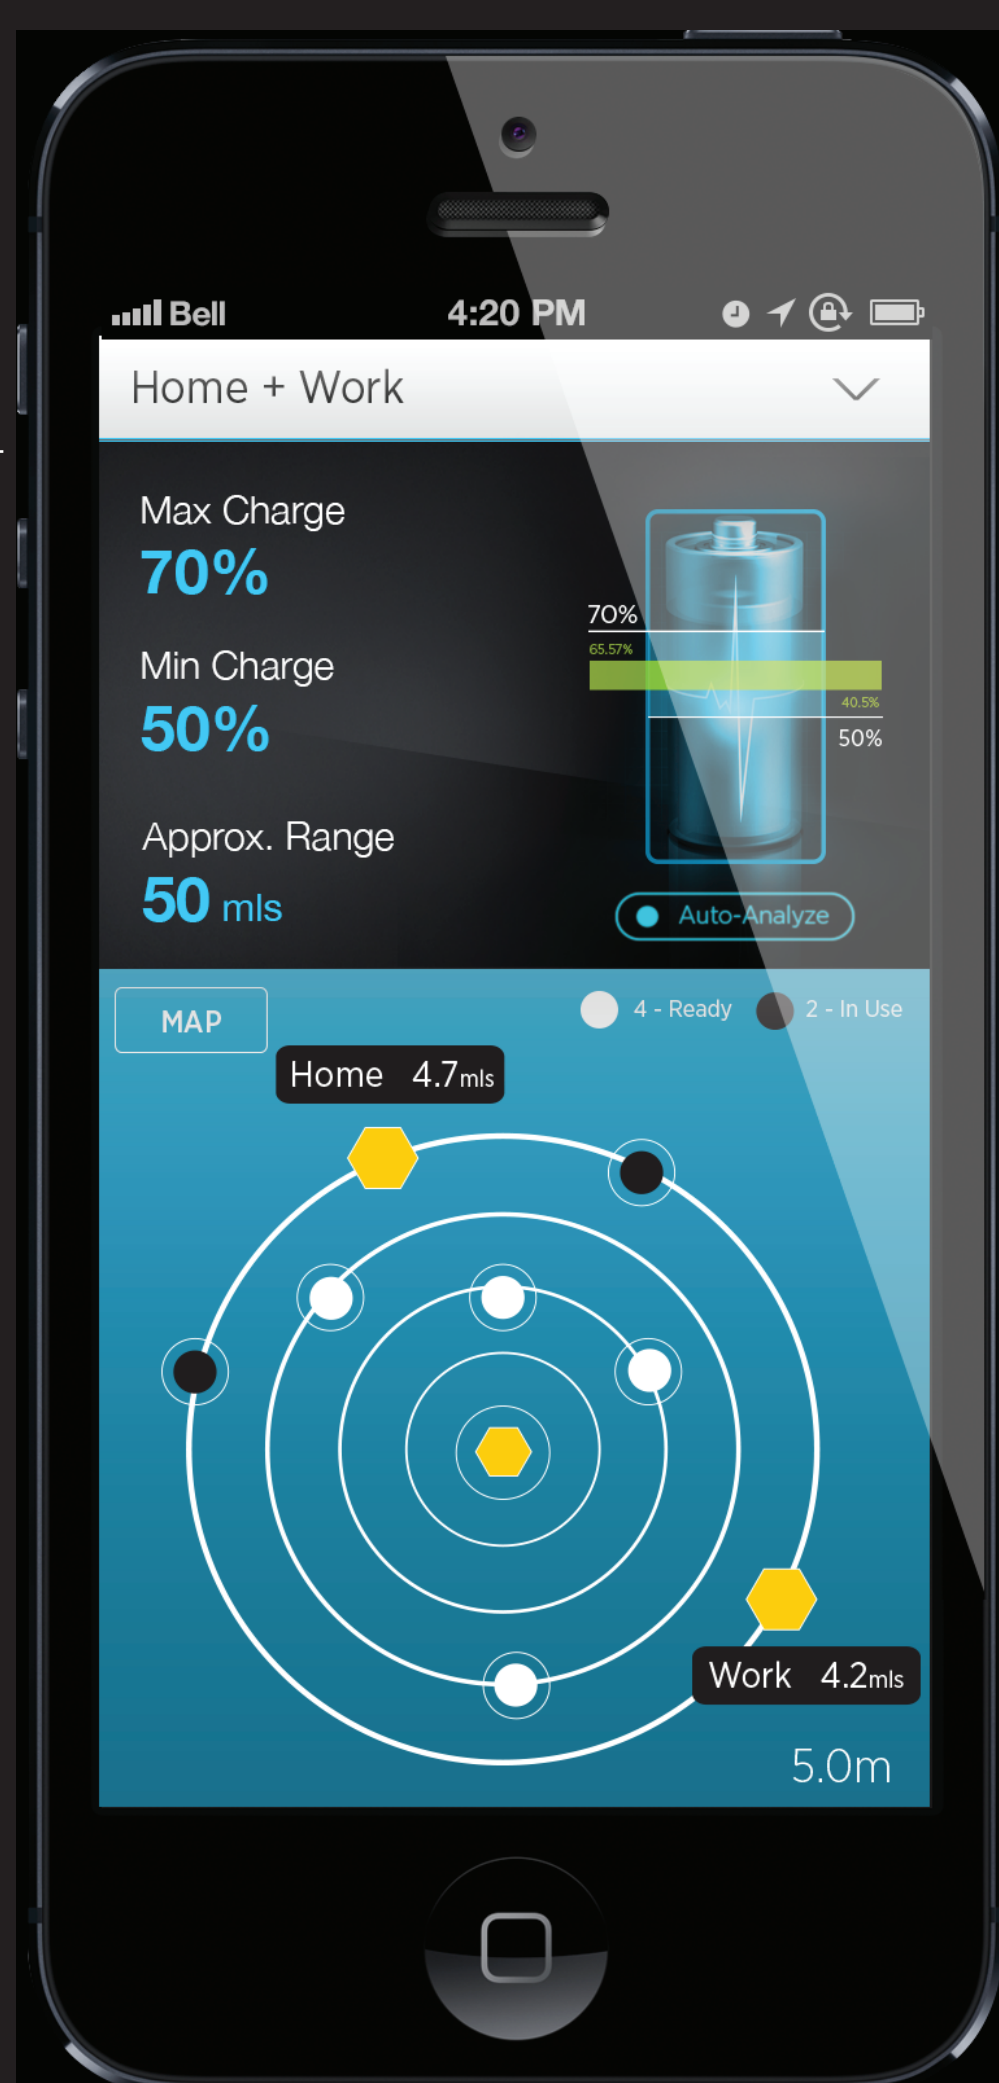 Bell 4:20 PM
Home + Work
Max Charge
70%
Min Charge
50%
Approx. Range
50 mls
70%
65.57%
40.5%
50%
Auto-Analyze
MAP
4 - Ready 2 - In Use
Home 4.7mls
Work 4.2mls
5.0m